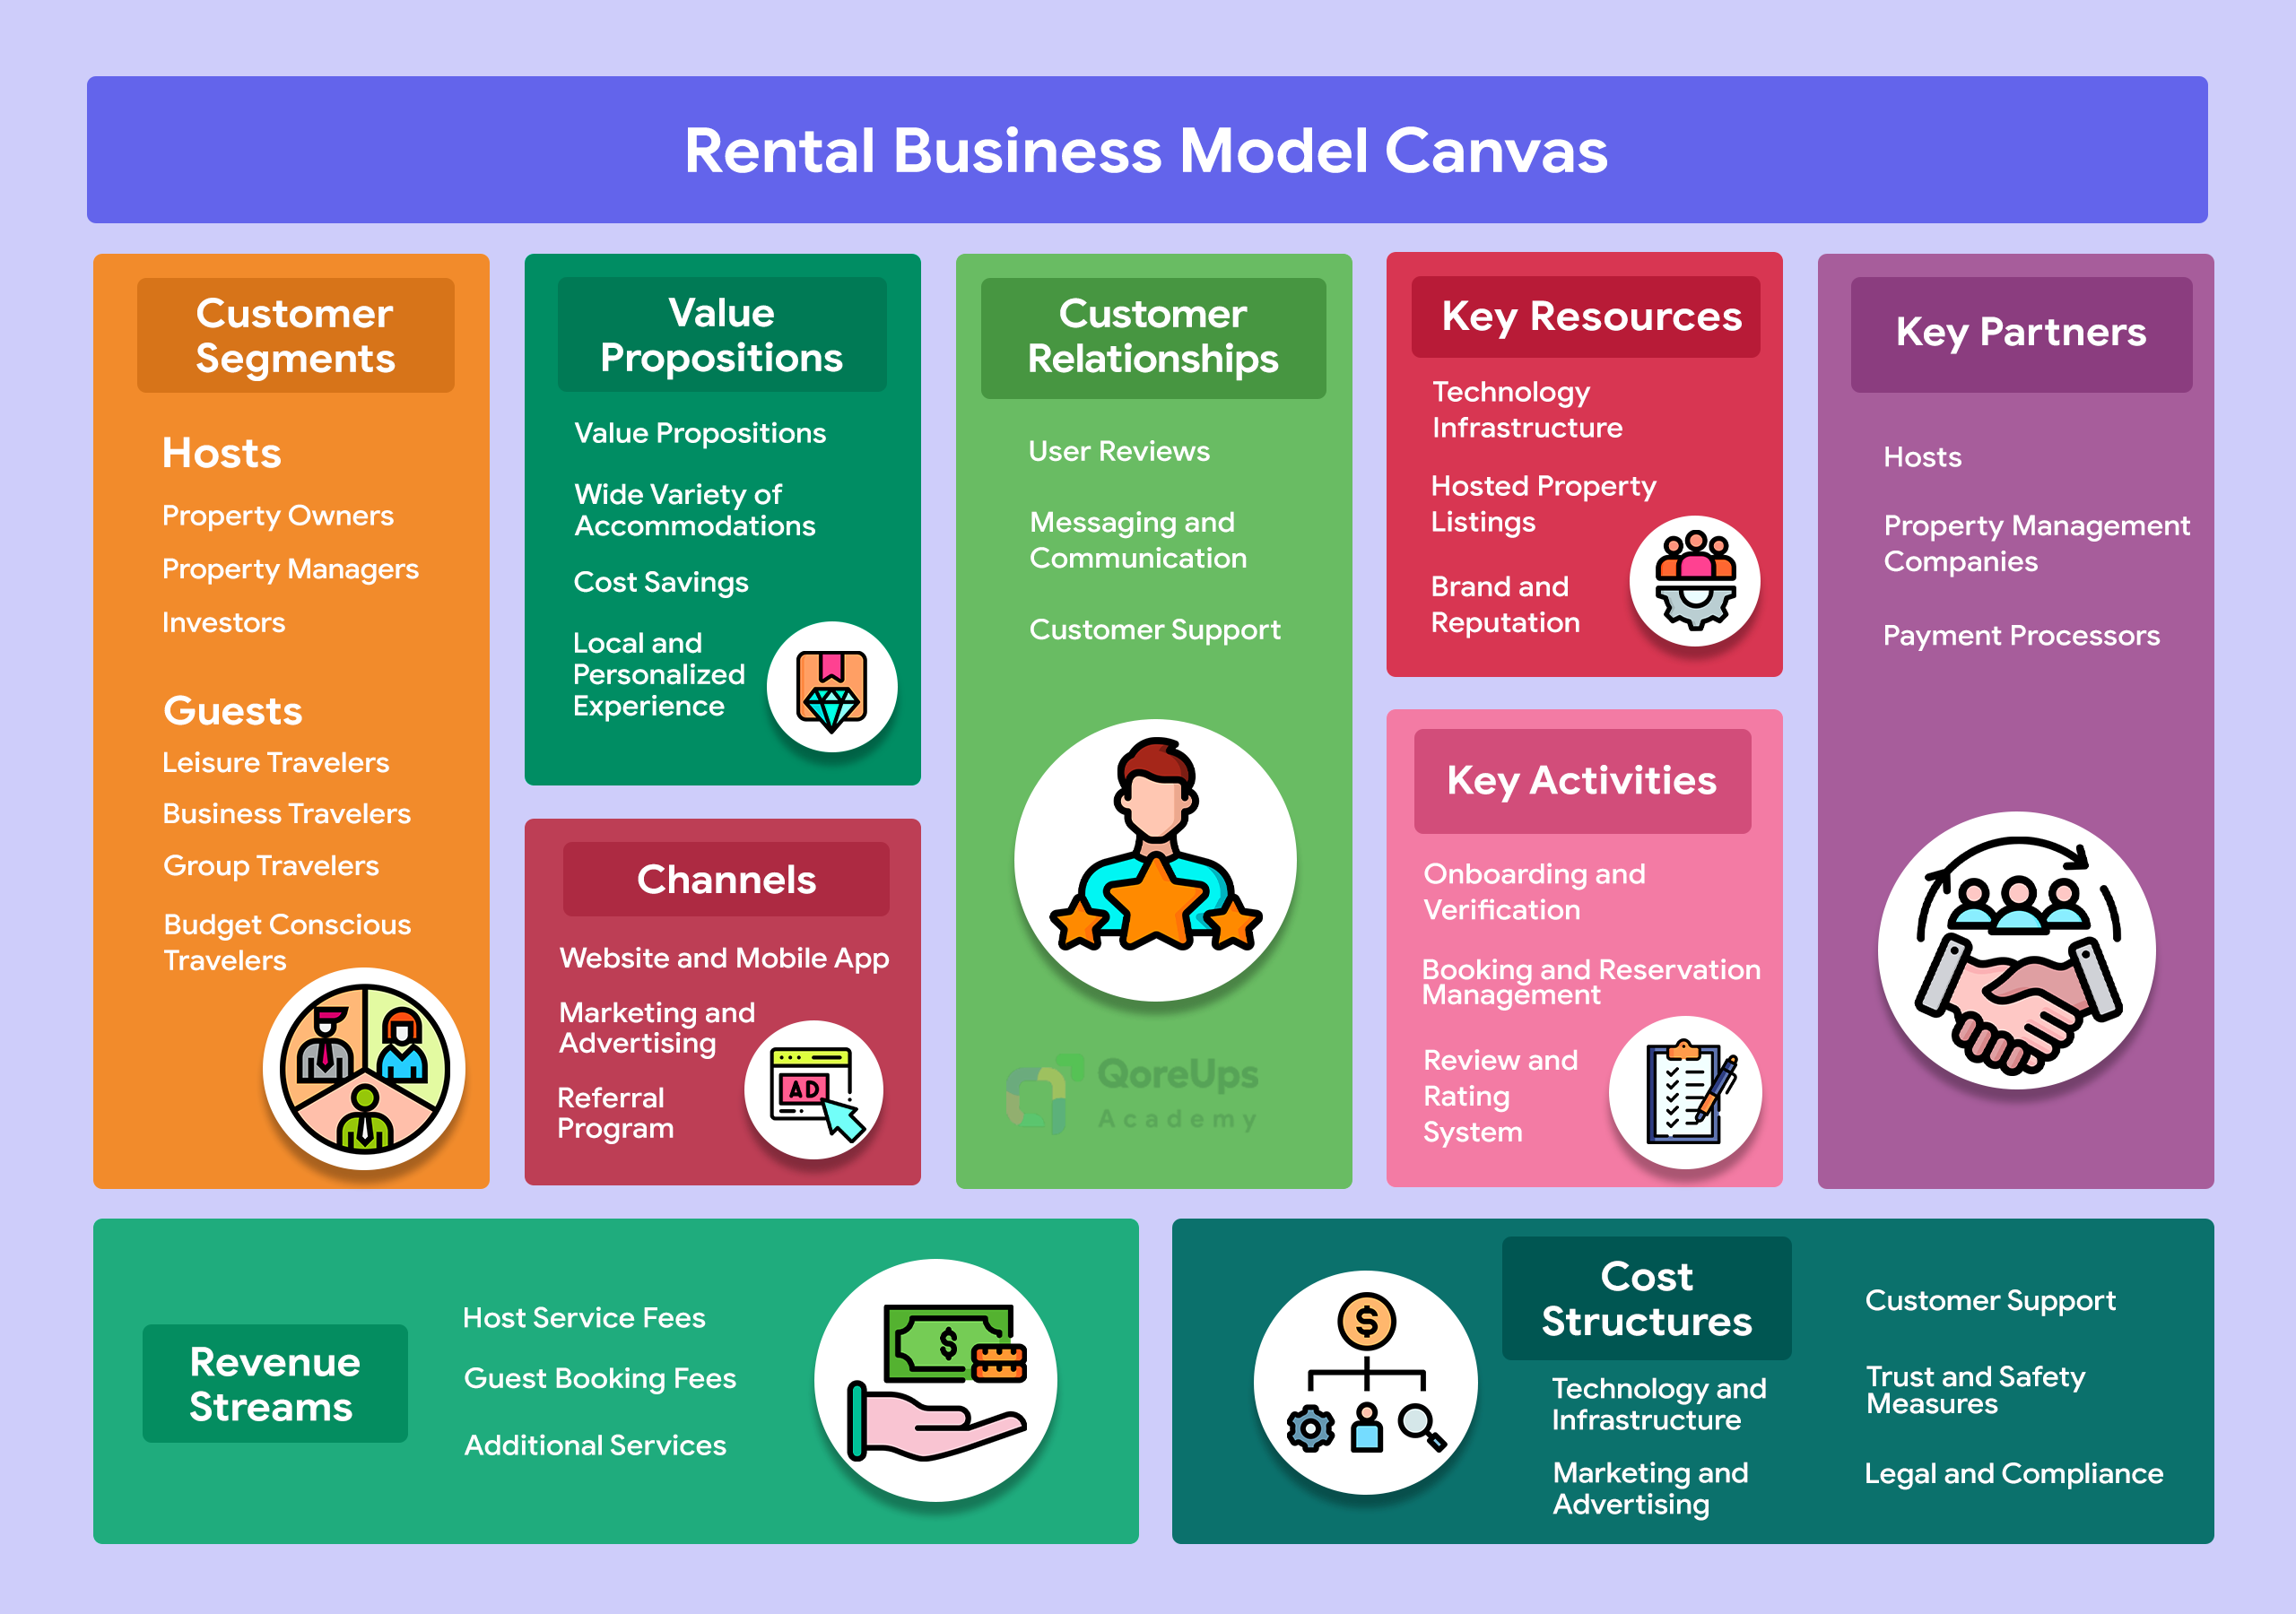 Rental Business Model Canvas
Customer
Segments
Hosts
Property Owners
Property Managers
Investors
Guests
Leisure Travelers
Business Travelers
Group Travelers
Budget Conscious
Travelers
Value
Propositions
Value Propositions
Wide Variety of
Accommodations
Cost Savings
Local and
Personalized
Experience
Channels
Website and Mobile App
Marketing and
Advertising
AD
Referral
Program
Customer
Relationships
User Reviews
Messaging and
Communication
Customer Support
QoreUps
Academy
Key Resources
Technology
Infrastructure
Hosted Property
Listings
Brand and
Reputation
Key Activities
Onboarding and
Verification
Booking and Reservation
Management
Review and
Rating
System
Key Partners
Hosts
Property Management
Companies
Payment Processors
Revenue
Streams
Host Service Fees
Guest Booking Fees
Additional Services
$
$
Cost
Structures
Technology and
Infrastructure
Marketing and
Advertising
Customer Support
Trust and Safety
Measures
Legal and Compliance